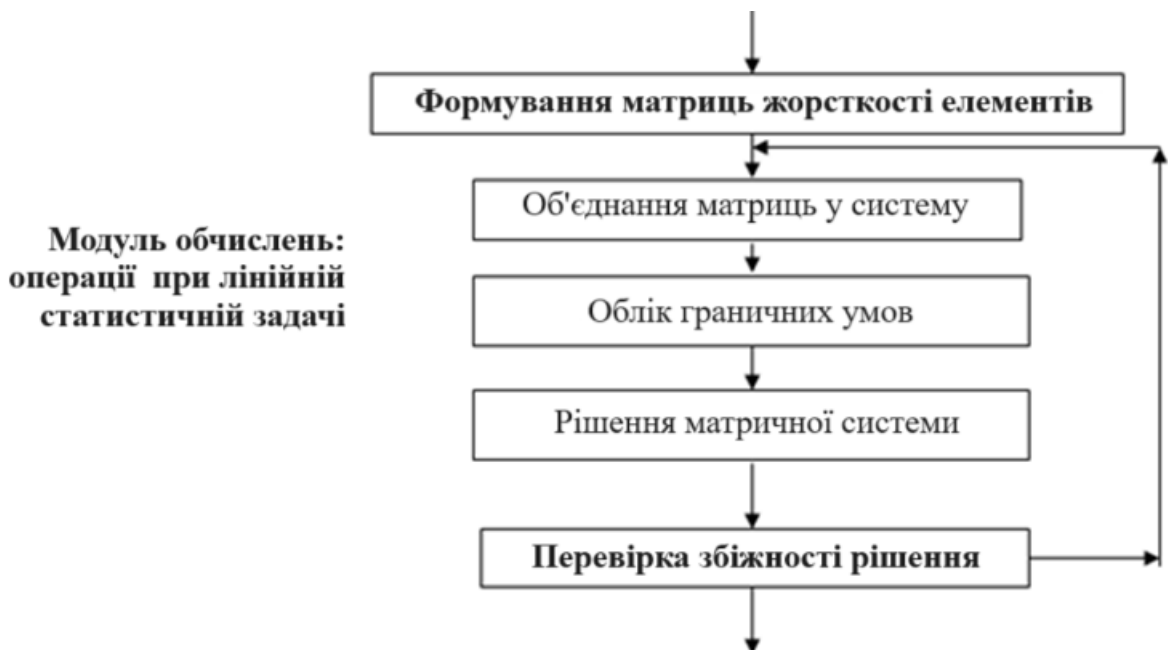 Формування матриць жорсткості елементів
Об'єднання матриць у систему
Модуль обчислень:
операції при лінійній
статистичній задачі
Облік граничних умов
Рішення матричної системи
Перевірка збіжності рішення